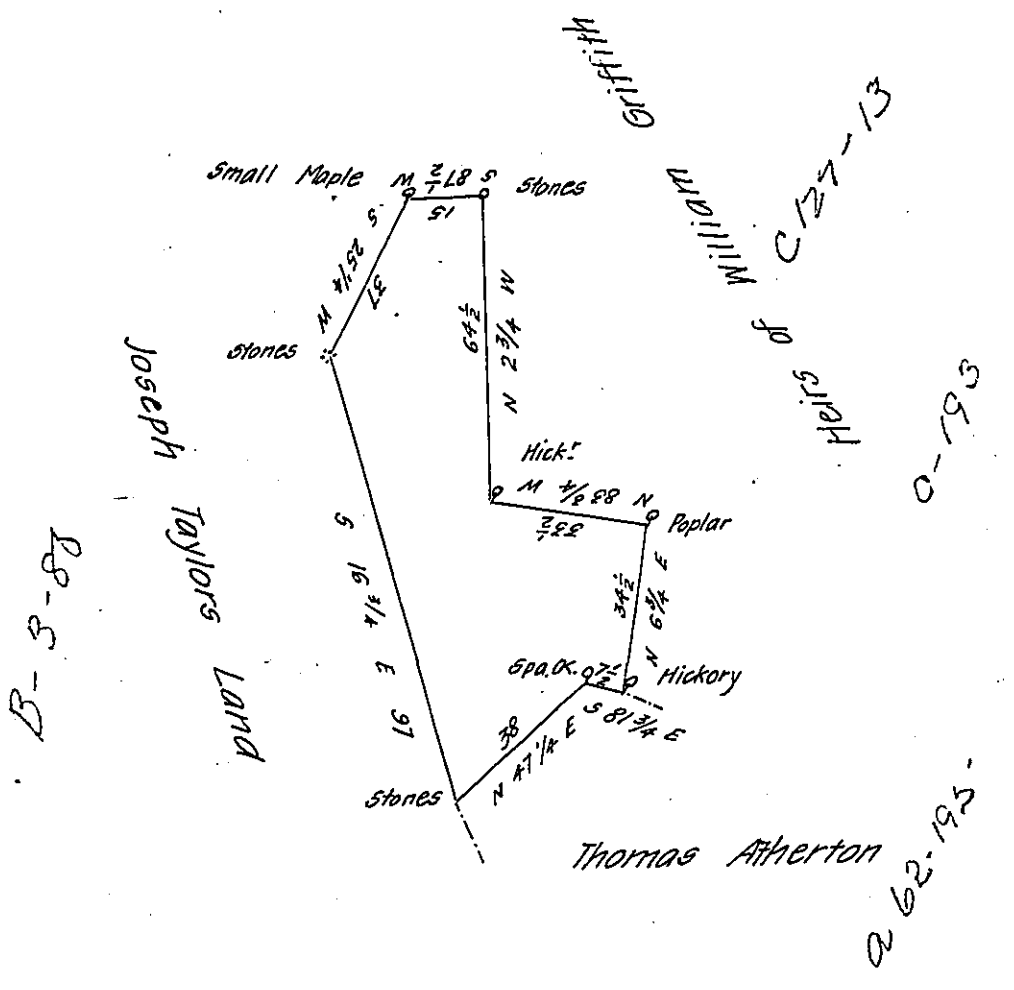 Heirs of William Griffith
C 127-13
Small Maple
S 87 1/2 W
15
Stones
S 25 1/4 W
37
Stones
64 1/2
N 2 3/4 W
Joseph Taylors Land
0-193
Hick.r
N 83 3/4 W
33 1/2
Poplar
34 1/2
N 6 3/4 E
S 16 3/4 E 97
B-3-
Spa. Ok.
7 1/2
Hickory
S 81 3/4 E
38
N 47 1/4 E
Stones
Thomas Atherton
a 62-195